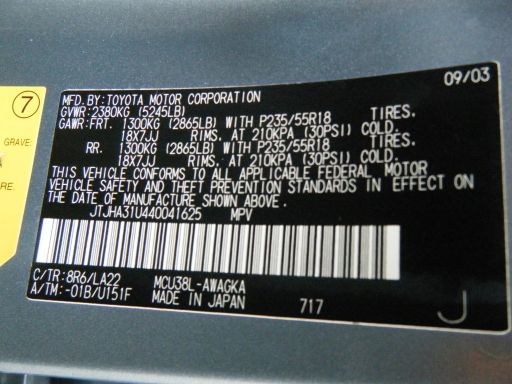 7
GRAVE:
RE.
09/03
MFD. BY: TOYOTA MOTOR CORPORATION
GVWR: 2380KG (5245LB)
GAWR: FRT. 1300KG (2865LB) WITH P235/55R18 TIRES.
18X7JJ RIMS. AT 210KPA (30PSI) COLD.
RR. 1300KG (2865LB) WITH P235/55R18 TIRES.
18X7JJ RIMS. AT 210KPA (30PSI) COLD.
THIS VEHICLE CONFORMS TO ALL APPLICABLE FEDERAL MOTOR
VEHICLE SAFETY AND THEFT PREVENTION STANDARDS IN EFFECT ON
THE DATE OF MANUFACTURE SHOWN ABOVE.
JTJHA31U440041625 MPV
C/TR: 8R6/LA22 MCU38L-AWAGKA
A/TM: -01B/U151F MADE IN JAPAN 717
J